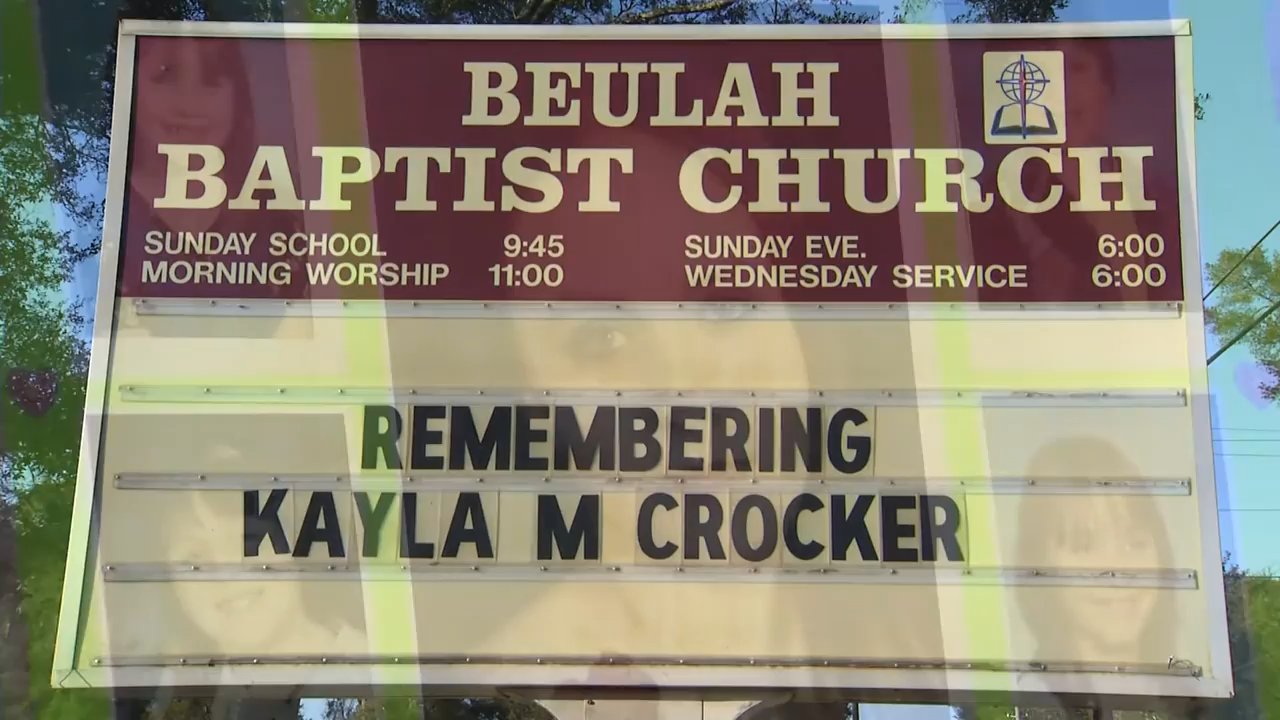 BEULAH
BAPTIST CHURCH
SUNDAY SCHOOL 9:45 SUNDAY EVE. 6:00
MORNING WORSHIP 11:00 WEDNESDAY SERVICE 6:00
REMEMBERING
KAYLA M CROCKER